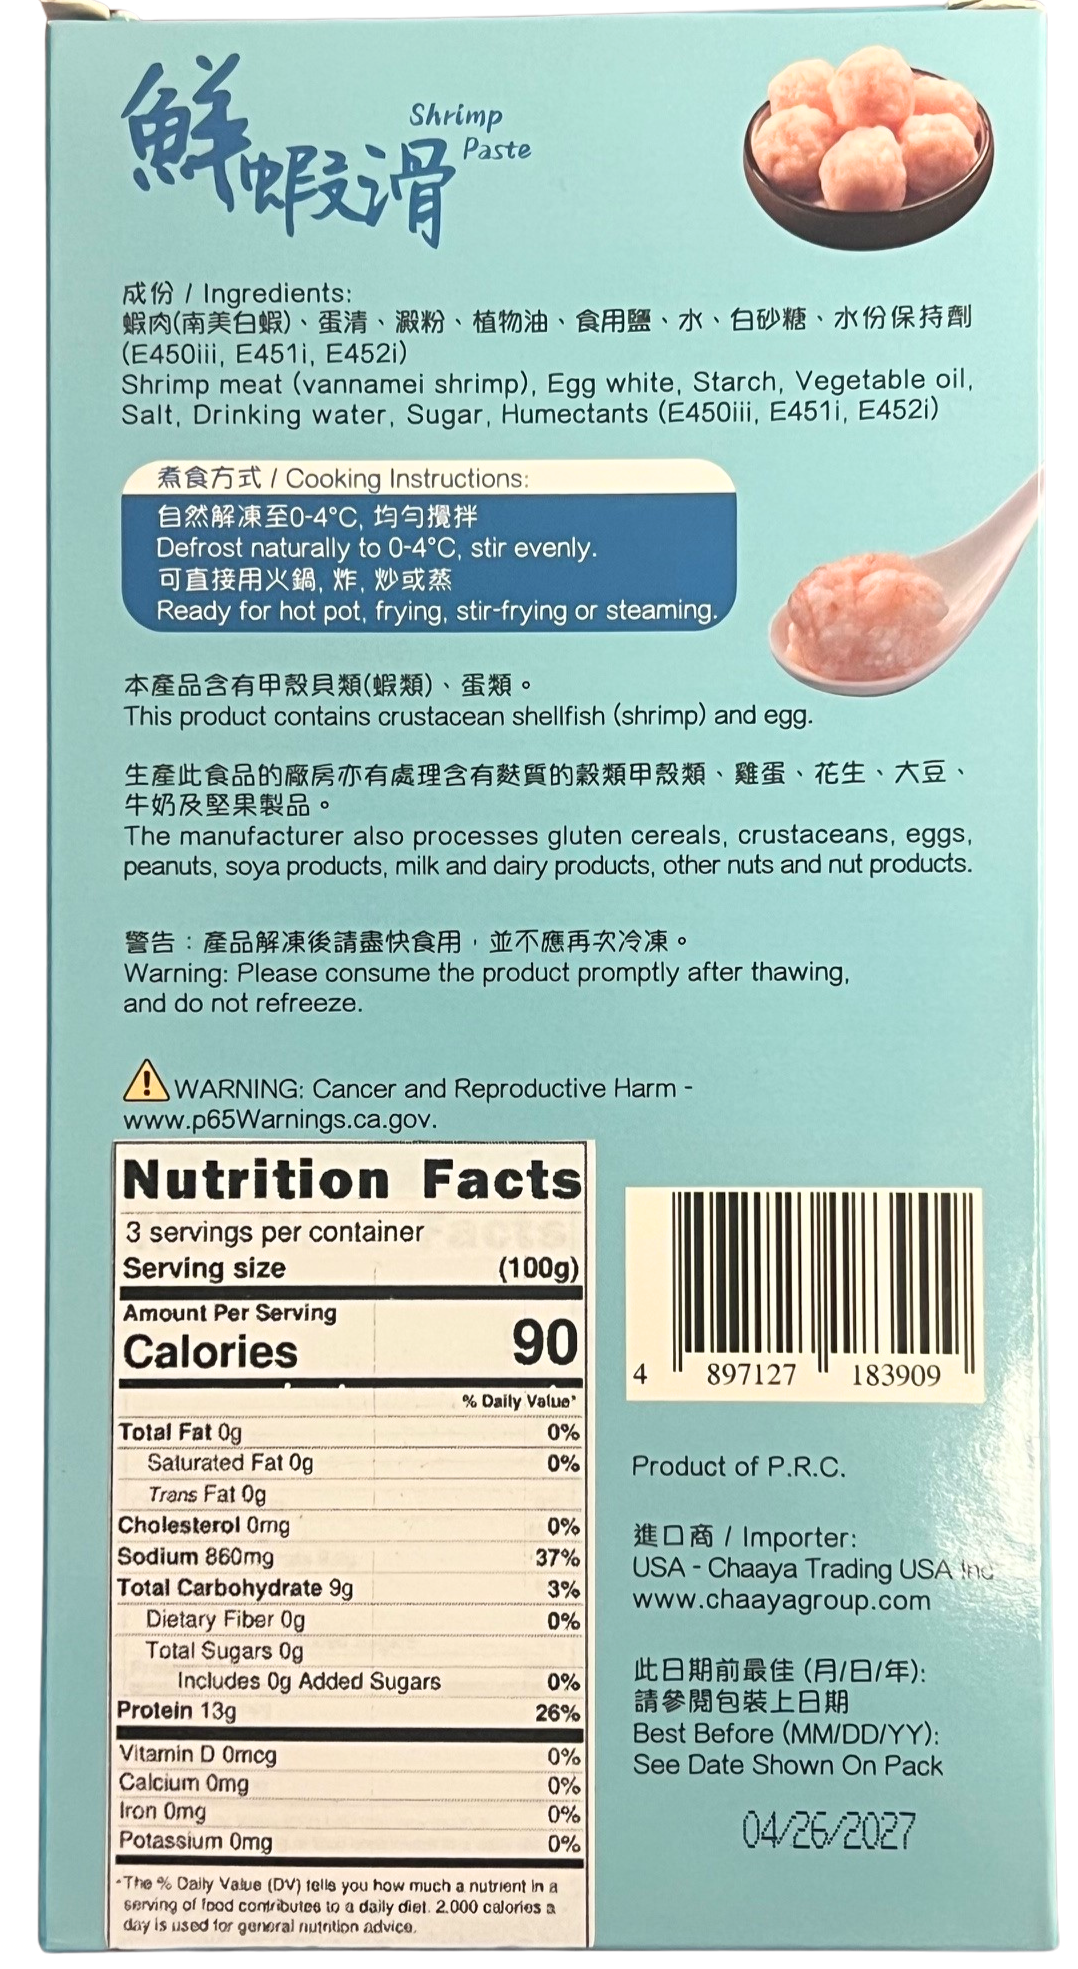 鮮蝦滑
Shrimp
Paste
成份 / Ingredients:
蝦肉(南美白蝦)、蛋清、澱粉、植物油、食用鹽、水、白砂糖、水份保持劑
(E450iii, E451i, E452i)
Shrimp meat (vannamei shrimp), Egg white, Starch, Vegetable oil,
Salt, Drinking water, Sugar, Humectants (E450iii, E451i, E452i)
煮食方式 / Cooking Instructions:
自然解凍至0-4°C, 均勻攪拌
Defrost naturally to 0-4°C, stir evenly.
可直接用火鍋, 炸, 炒或蒸
Ready for hot pot, frying, stir-frying or steaming.
本產品含有甲殼貝類(蝦類)、蛋類。
This product contains crustacean shellfish (shrimp) and egg.
生產此食品的廠房亦有處理含有麩質的穀類甲殼類、雞蛋、花生、大豆、
牛奶及堅果製品。
The manufacturer also processes gluten cereals, crustaceans, eggs,
peanuts, soya products, milk and dairy products, other nuts and nut products.
警告：產品解凍後請盡快食用，並不應再次冷凍。
Warning: Please consume the product promptly after thawing,
and do not refreeze.
WARNING: Cancer and Reproductive Harm -
www.p65Warnings.ca.gov.
Nutrition Facts
3 servings per container
Serving size (100g)
Amount Per Serving
Calories 90
% Daily Value*
Total Fat 0g 0%
Saturated Fat 0g 0%
Trans Fat 0g
Cholesterol 0mg 0%
Sodium 860mg 37%
Total Carbohydrate 9g 3%
Dietary Fiber 0g 0%
Total Sugars 0g
Includes 0g Added Sugars 0%
Protein 13g 26%
Vitamin D 0mcg 0%
Calcium 0mg 0%
Iron 0mg 0%
Potassium 0mg 0%
*The % Daily Value (DV) tells you how much a nutrient in a
serving of food contributes to a daily diet. 2,000 calories a
day is used for general nutrition advice.
4 897127 183909
Product of P.R.C.
進口商 / Importer:
USA - Chaaya Trading USA Inc
www.chaayagroup.com
此日期前最佳 (月/日/年):
請參閱包裝上日期
Best Before (MM/DD/YY):
See Date Shown On Pack
04/26/2027